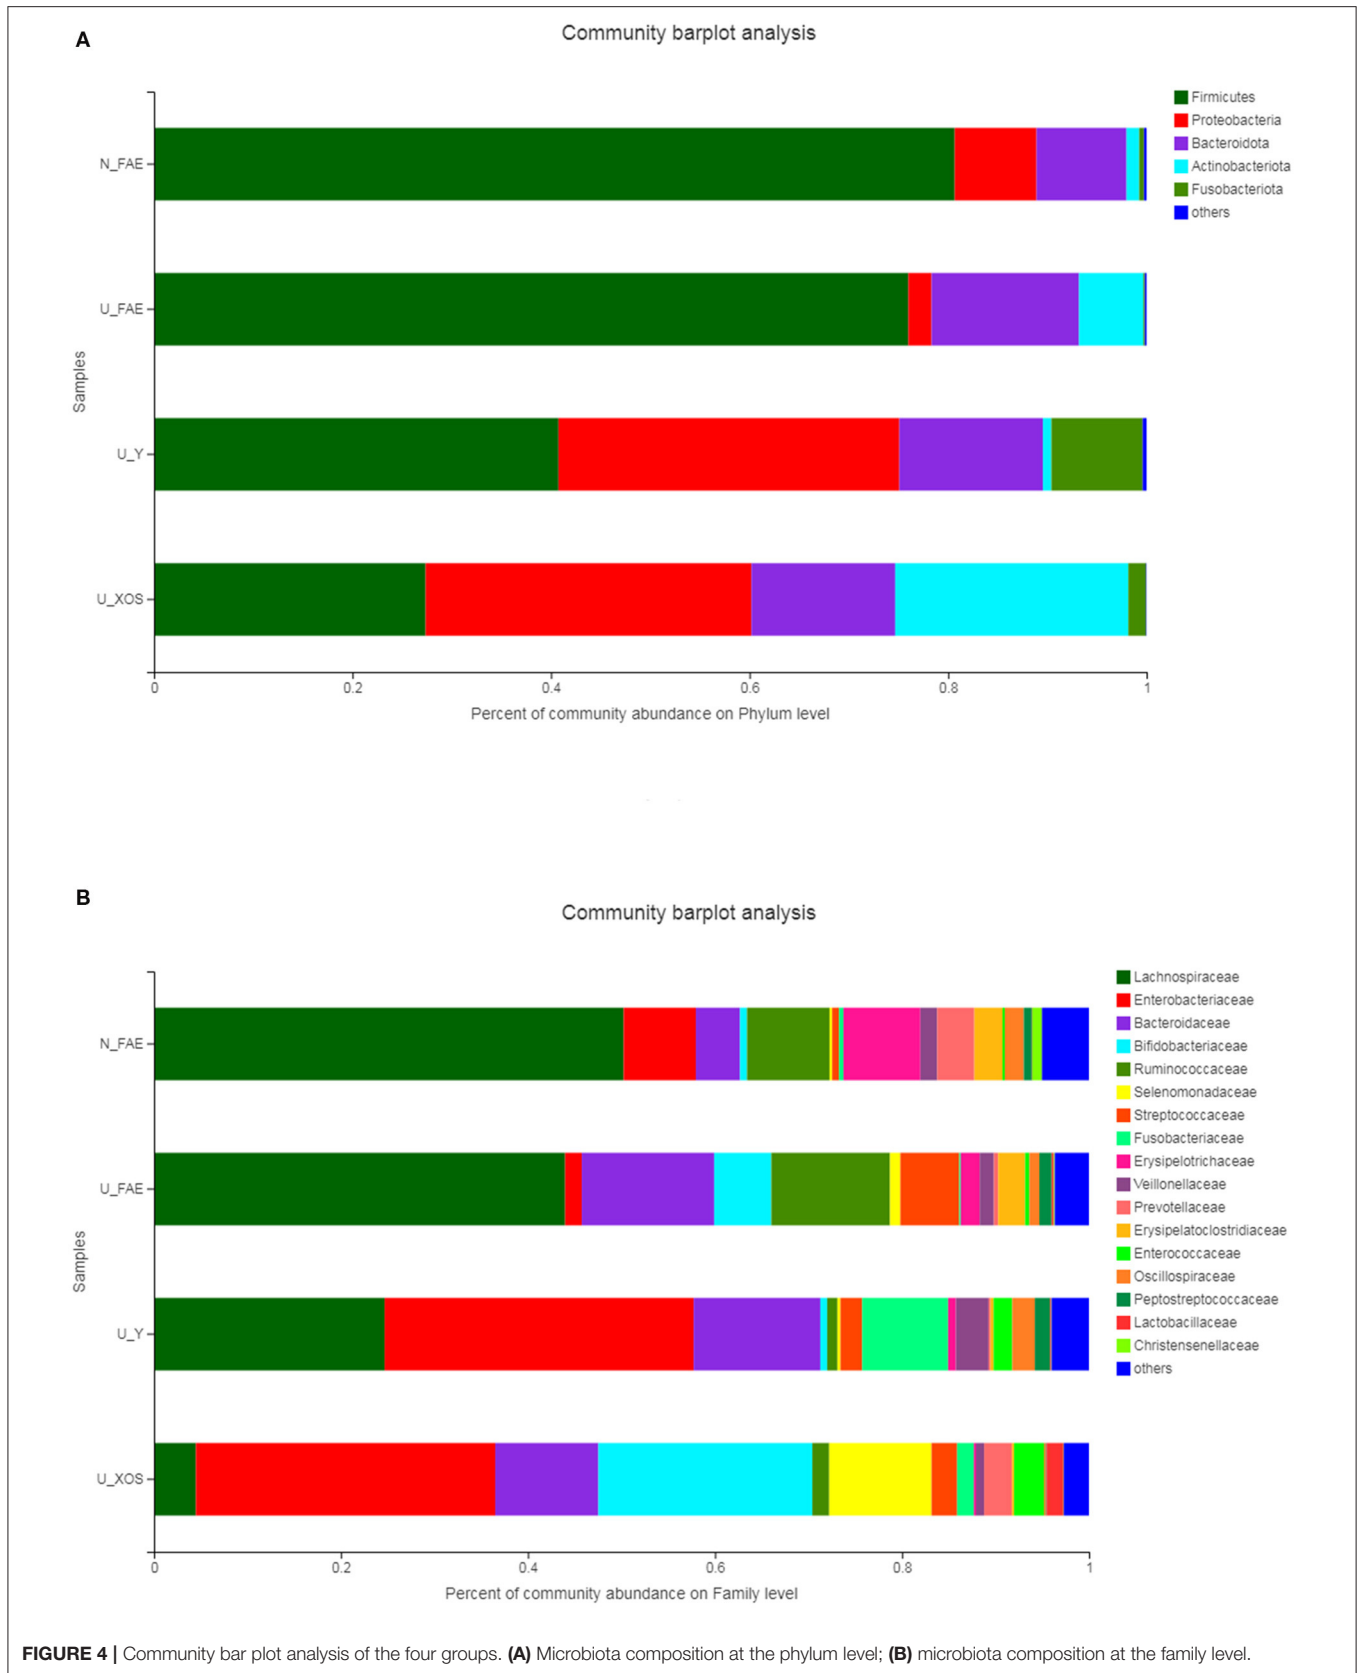 A
Community barplot analysis
Firmicutes
Proteobacteria
Bacteroidota
Actinobacteriota
Fusobacteriota
others
N_FAE
U_FAE
U_Y
U_XOS
Samples
0 0.2 0.4 0.6 0.8 1
Percent of community abundance on Phylum level
B
Community barplot analysis
Lachnospiraceae
Enterobacteriaceae
Bacteroidaceae
Bifidobacteriaceae
Ruminococcaceae
Selenomonadaceae
Streptococcaceae
Fusobacteriaceae
Erysipelotrichaceae
Veillonellaceae
Prevotellaceae
Erysipelatoclostridiaceae
Enterococcaceae
Oscillospiraceae
Peptostreptococcaceae
Lactobacillaceae
Christensenellaceae
others
N_FAE
U_FAE
U_Y
U_XOS
Samples
0 0.2 0.4 0.6 0.8 1
Percent of community abundance on Family level
FIGURE 4 | Community bar plot analysis of the four groups. (A) Microbiota composition at the phylum level; (B) microbiota composition at the family level.